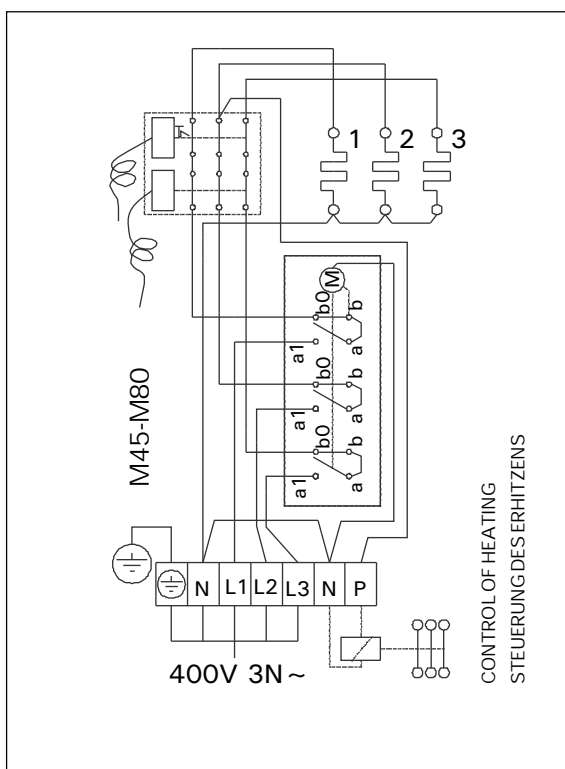 1 2 3
M
b0 b
a1 a
b0 b
a1 a
b0 b
a1 a
M45-M80
N L1 L2 L3 N P
400V 3N ~
CONTROL OF HEATING
STEUERUNG DES ERHITZENS